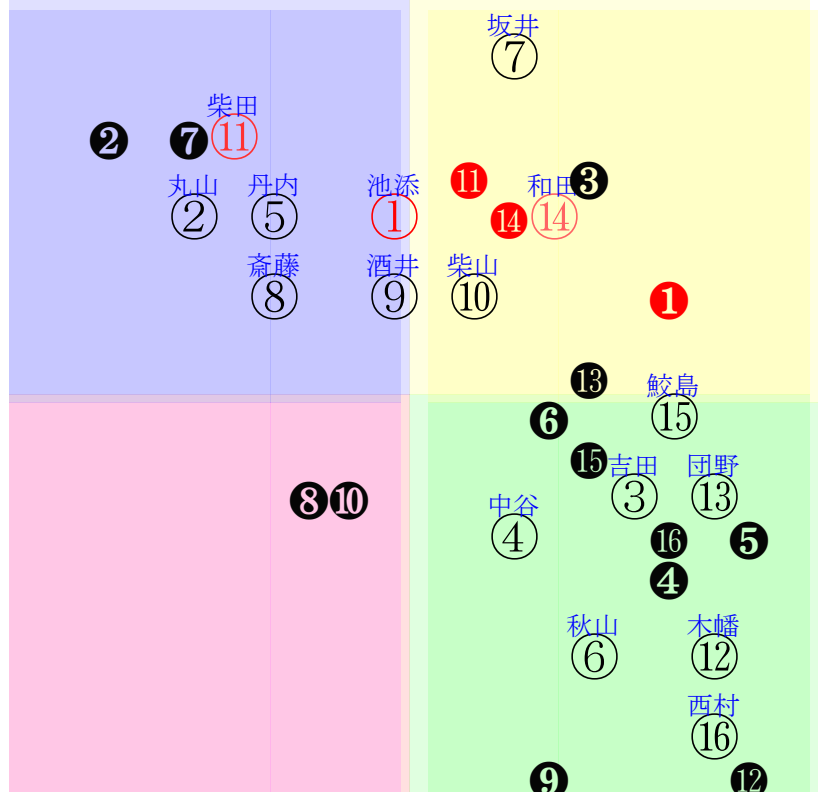 坂井
⑦
柴田
❷ ❼ ⑪
丸山 丹内 池添 ⓫ 和田 ❸
② ⑤ ① ⓮ ⑭
斎藤 酒井 柴山
⑧ ⑨ ⑩ ❶
⓭ 鮫島
❻ ⑮
⓯ 吉田 団野
❽ ❿ 中谷 ③ ⑬
④ ⓰ ❺
❹
秋山 木幡
⑥ ⑫
西村
⑯
❾ ⓬